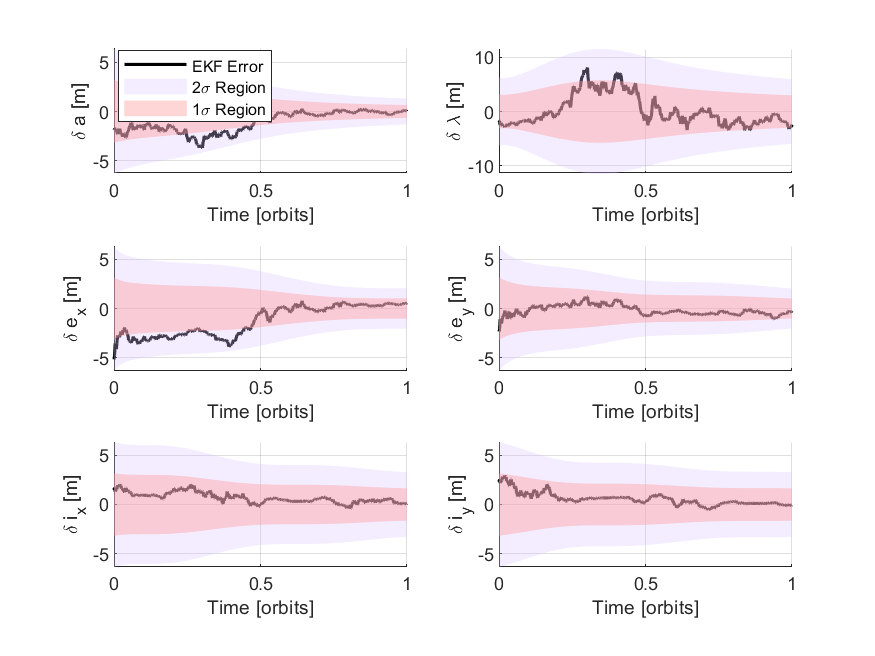 5
0
-5
δ a [m]
EKF Error
2σ Region
1σ Region
0
0.5
1
Time [orbits]
10
0
-10
δ λ [m]
0
0.5
1
Time [orbits]
5
0
-5
δ e_x [m]
0
0.5
1
Time [orbits]
5
0
-5
δ e_y [m]
0
0.5
1
Time [orbits]
5
0
-5
δ i_x [m]
0
0.5
1
Time [orbits]
5
0
-5
δ i_y [m]
0
0.5
1
Time [orbits]